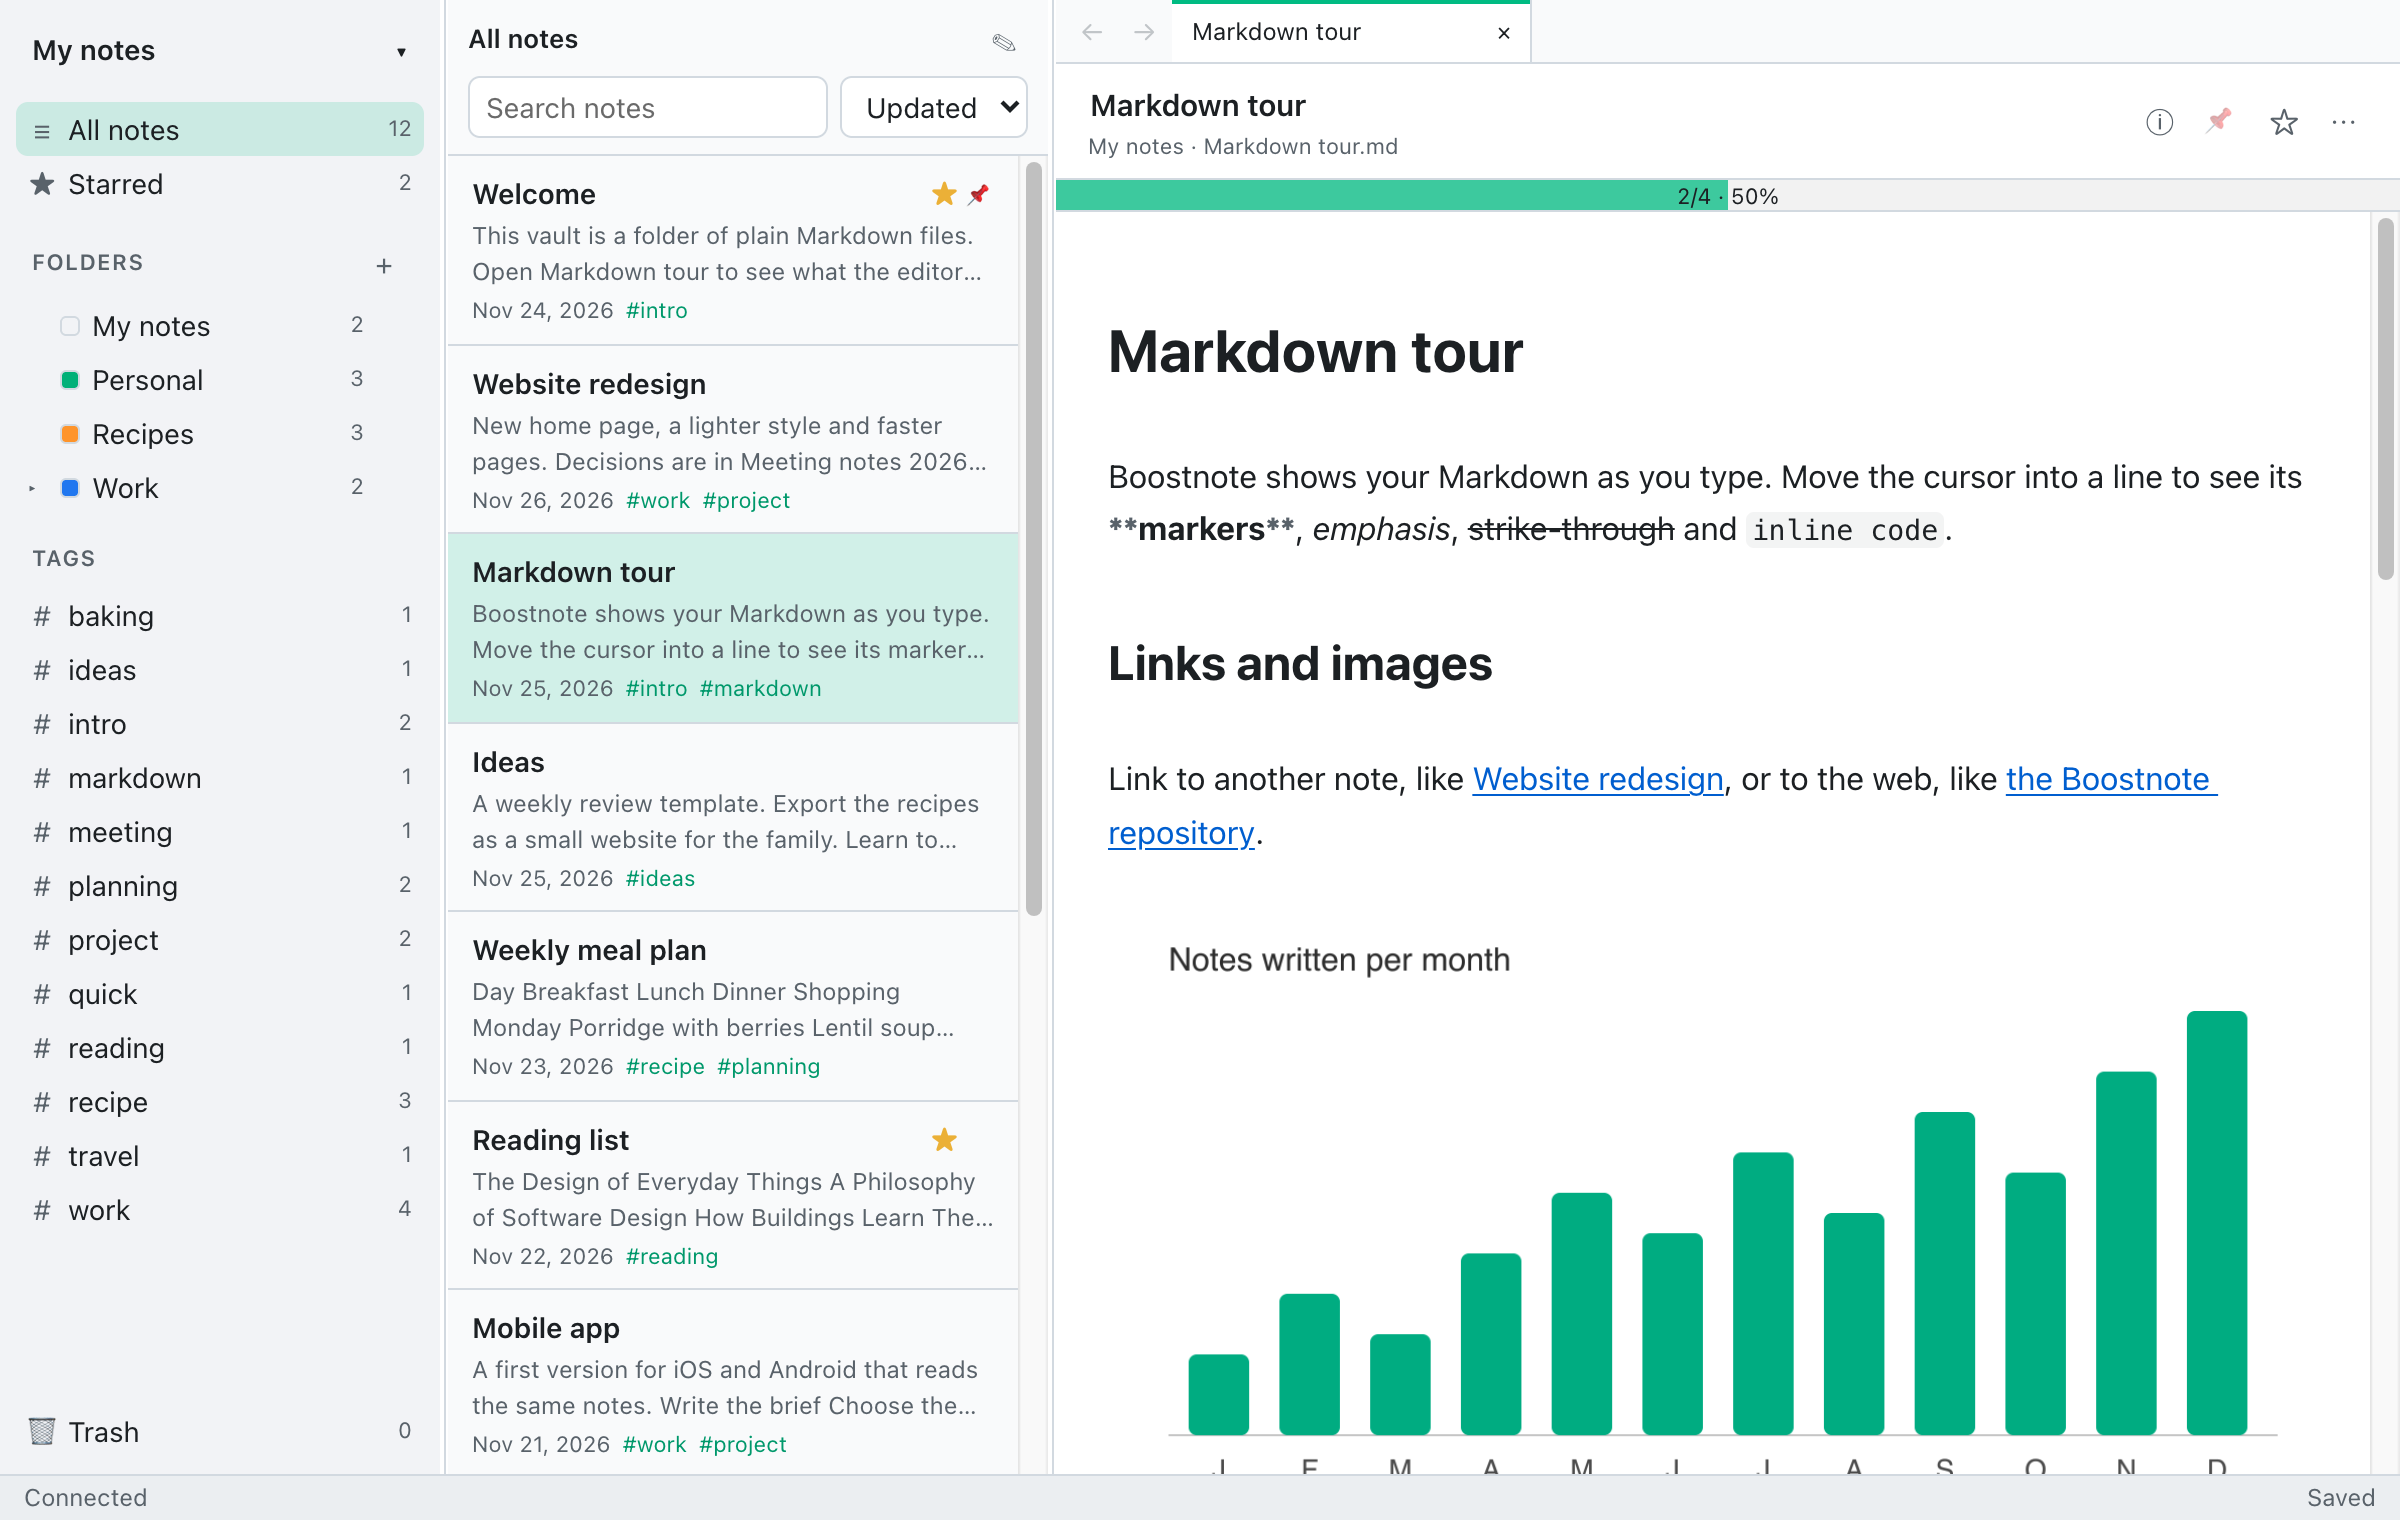 My notes ▾
≡ All notes 12
★ Starred 2
FOLDERS +
My notes 2
Personal 3
Recipes 3
▸ Work 2
TAGS
# baking 1
# ideas 1
# intro 2
# markdown 1
# meeting 1
# planning 2
# project 2
# quick 1
# reading 1
# recipe 3
# travel 1
# work 4
Trash 0
All notes
Search notes
Updated
Welcome
This vault is a folder of plain Markdown files.
Open Markdown tour to see what the editor...
Nov 24, 2026 #intro
Website redesign
New home page, a lighter style and faster
pages. Decisions are in Meeting notes 2026...
Nov 26, 2026 #work #project
Markdown tour
Boostnote shows your Markdown as you type.
Move the cursor into a line to see its marker...
Nov 25, 2026 #intro #markdown
Ideas
A weekly review template. Export the recipes
as a small website for the family. Learn to...
Nov 25, 2026 #ideas
Weekly meal plan
Day Breakfast Lunch Dinner Shopping
Monday Porridge with berries Lentil soup...
Nov 23, 2026 #recipe #planning
Reading list
The Design of Everyday Things A Philosophy
of Software Design How Buildings Learn The...
Nov 22, 2026 #reading
Mobile app
A first version for iOS and Android that reads
the same notes. Write the brief Choose the...
Nov 21, 2026 #work #project
← → Markdown tour ×
Markdown tour
My notes · Markdown tour.md
2/4 · 50%
Markdown tour
Boostnote shows your Markdown as you type. Move the cursor into a line to see its
**markers**, emphasis, strike-through and inline code.
Links and images
Link to another note, like Website redesign, or to the web, like the Boostnote
repository.
Notes written per month
J F M A M J J A S O N D
Connected
Saved